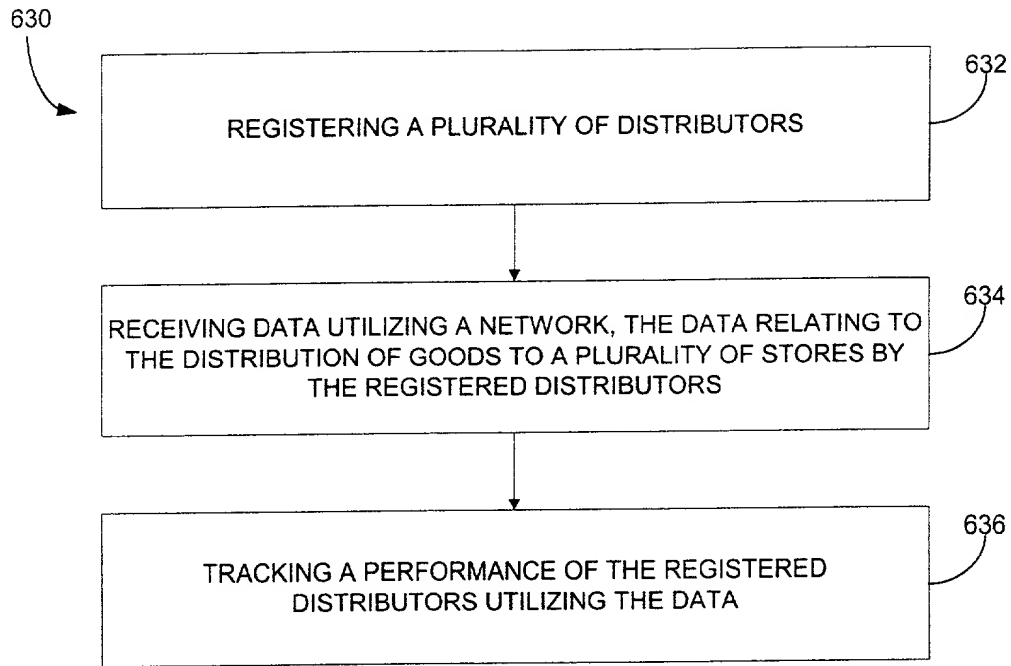 630
632
REGISTERING A PLURALITY OF DISTRIBUTORS
634
RECEIVING DATA UTILIZING A NETWORK, THE DATA RELATING TO
THE DISTRIBUTION OF GOODS TO A PLURALITY OF STORES BY
THE REGISTERED DISTRIBUTORS
636
TRACKING A PERFORMANCE OF THE REGISTERED
DISTRIBUTORS UTILIZING THE DATA